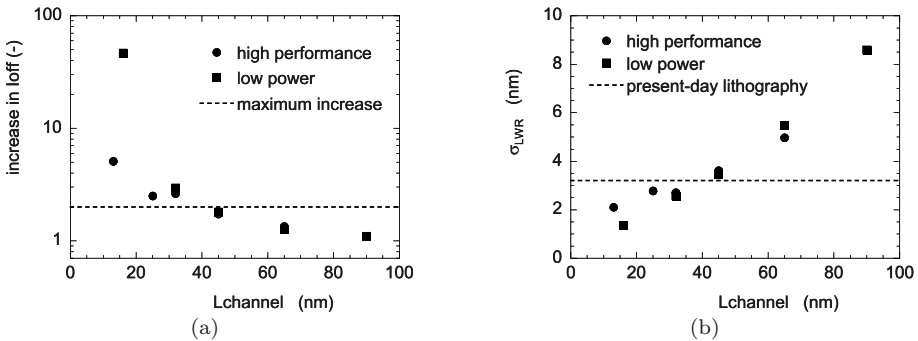 100
10
1
increase in Ioff (-)
high performance
low power
maximum increase
0 20 40 60 80 100
Lchannel (nm)
(a)
10
8
6
4
2
0
σLWR (nm)
high performance
low power
present-day lithography
0 20 40 60 80 100
Lchannel (nm)
(b)